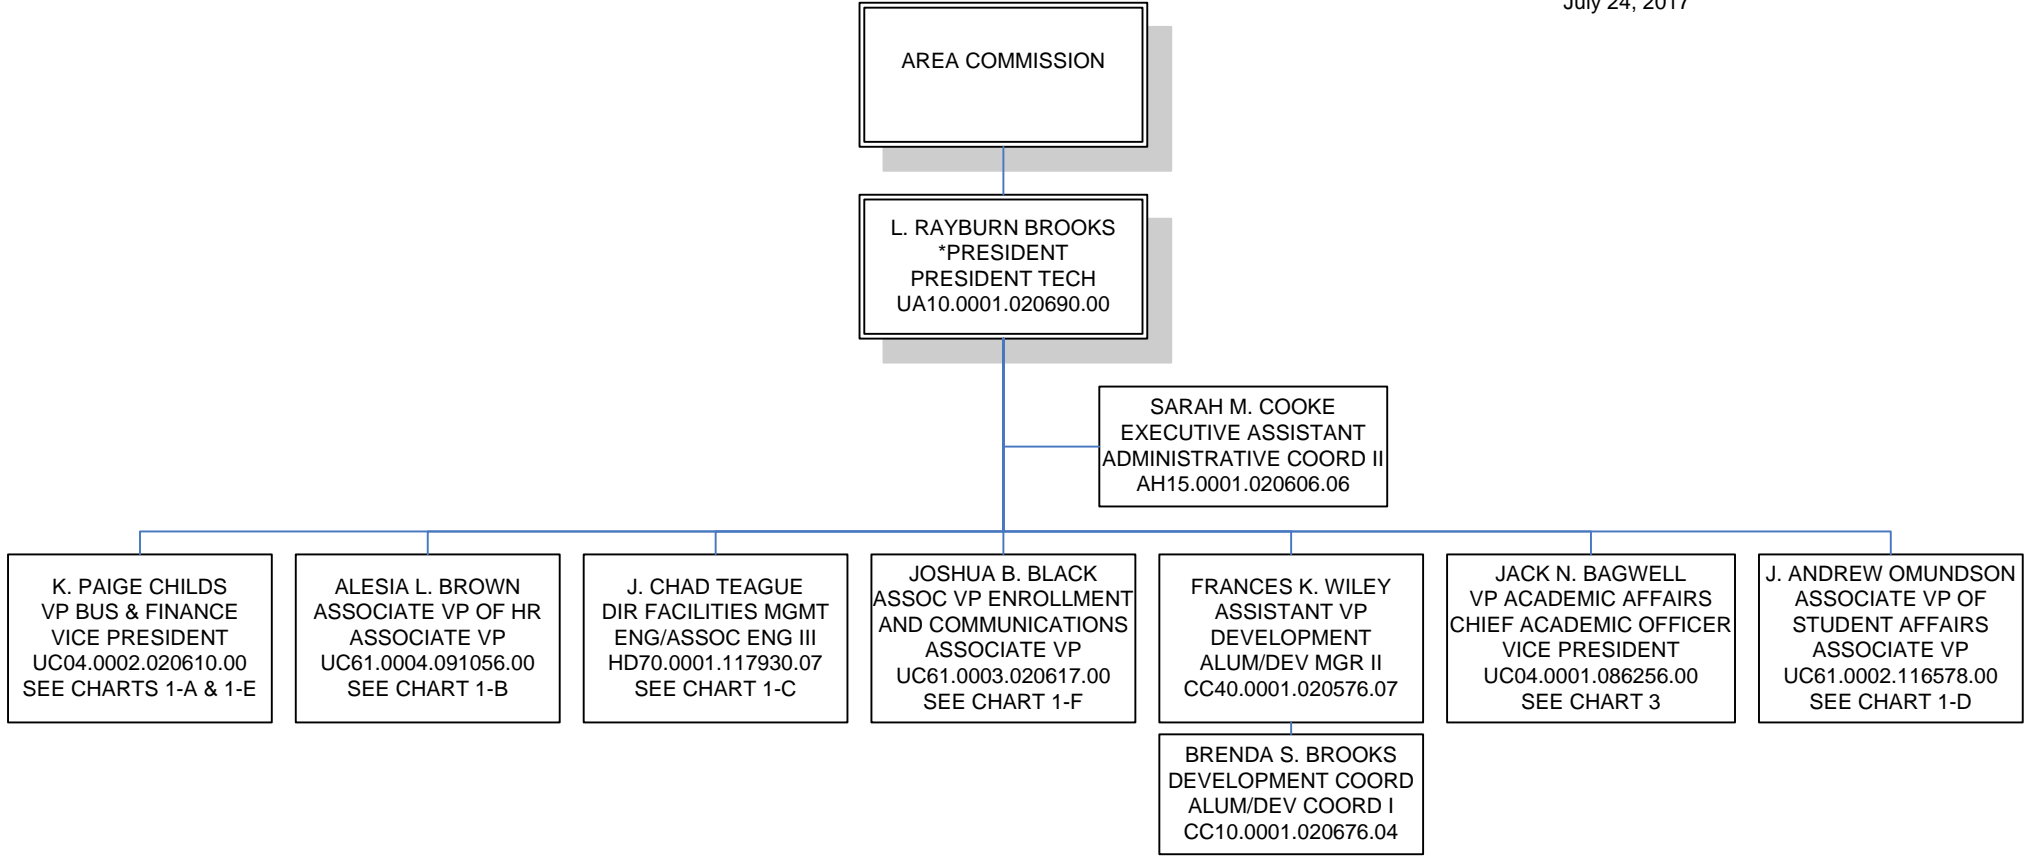 July 24, 2017
AREA COMMISSION
L. RAYBURN BROOKS
*PRESIDENT
PRESIDENT TECH
UA10.0001.020690.00
SARAH M. COOKE
EXECUTIVE ASSISTANT
ADMINISTRATIVE COORD II
AH15.0001.020606.06
K. PAIGE CHILDS
VP BUS & FINANCE
VICE PRESIDENT
UC04.0002.020610.00
SEE CHARTS 1-A & 1-E
ALESIA L. BROWN
ASSOCIATE VP OF HR
ASSOCIATE VP
UC61.0004.091056.00
SEE CHART 1-B
J. CHAD TEAGUE
DIR FACILITIES MGMT
ENG/ASSOC ENG III
HD70.0001.117930.07
SEE CHART 1-C
JOSHUA B. BLACK
ASSOC VP ENROLLMENT
AND COMMUNICATIONS
ASSOCIATE VP
UC61.0003.020617.00
SEE CHART 1-F
FRANCES K. WILEY
ASSISTANT VP
DEVELOPMENT
ALUM/DEV MGR II
CC40.0001.020576.07
JACK N. BAGWELL
VP ACADEMIC AFFAIRS
CHIEF ACADEMIC OFFICER
VICE PRESIDENT
UC04.0001.086256.00
SEE CHART 3
J. ANDREW OMUNDSON
ASSOCIATE VP OF
STUDENT AFFAIRS
ASSOCIATE VP
UC61.0002.116578.00
SEE CHART 1-D
BRENDA S. BROOKS
DEVELOPMENT COORD
ALUM/DEV COORD I
CC10.0001.020676.04